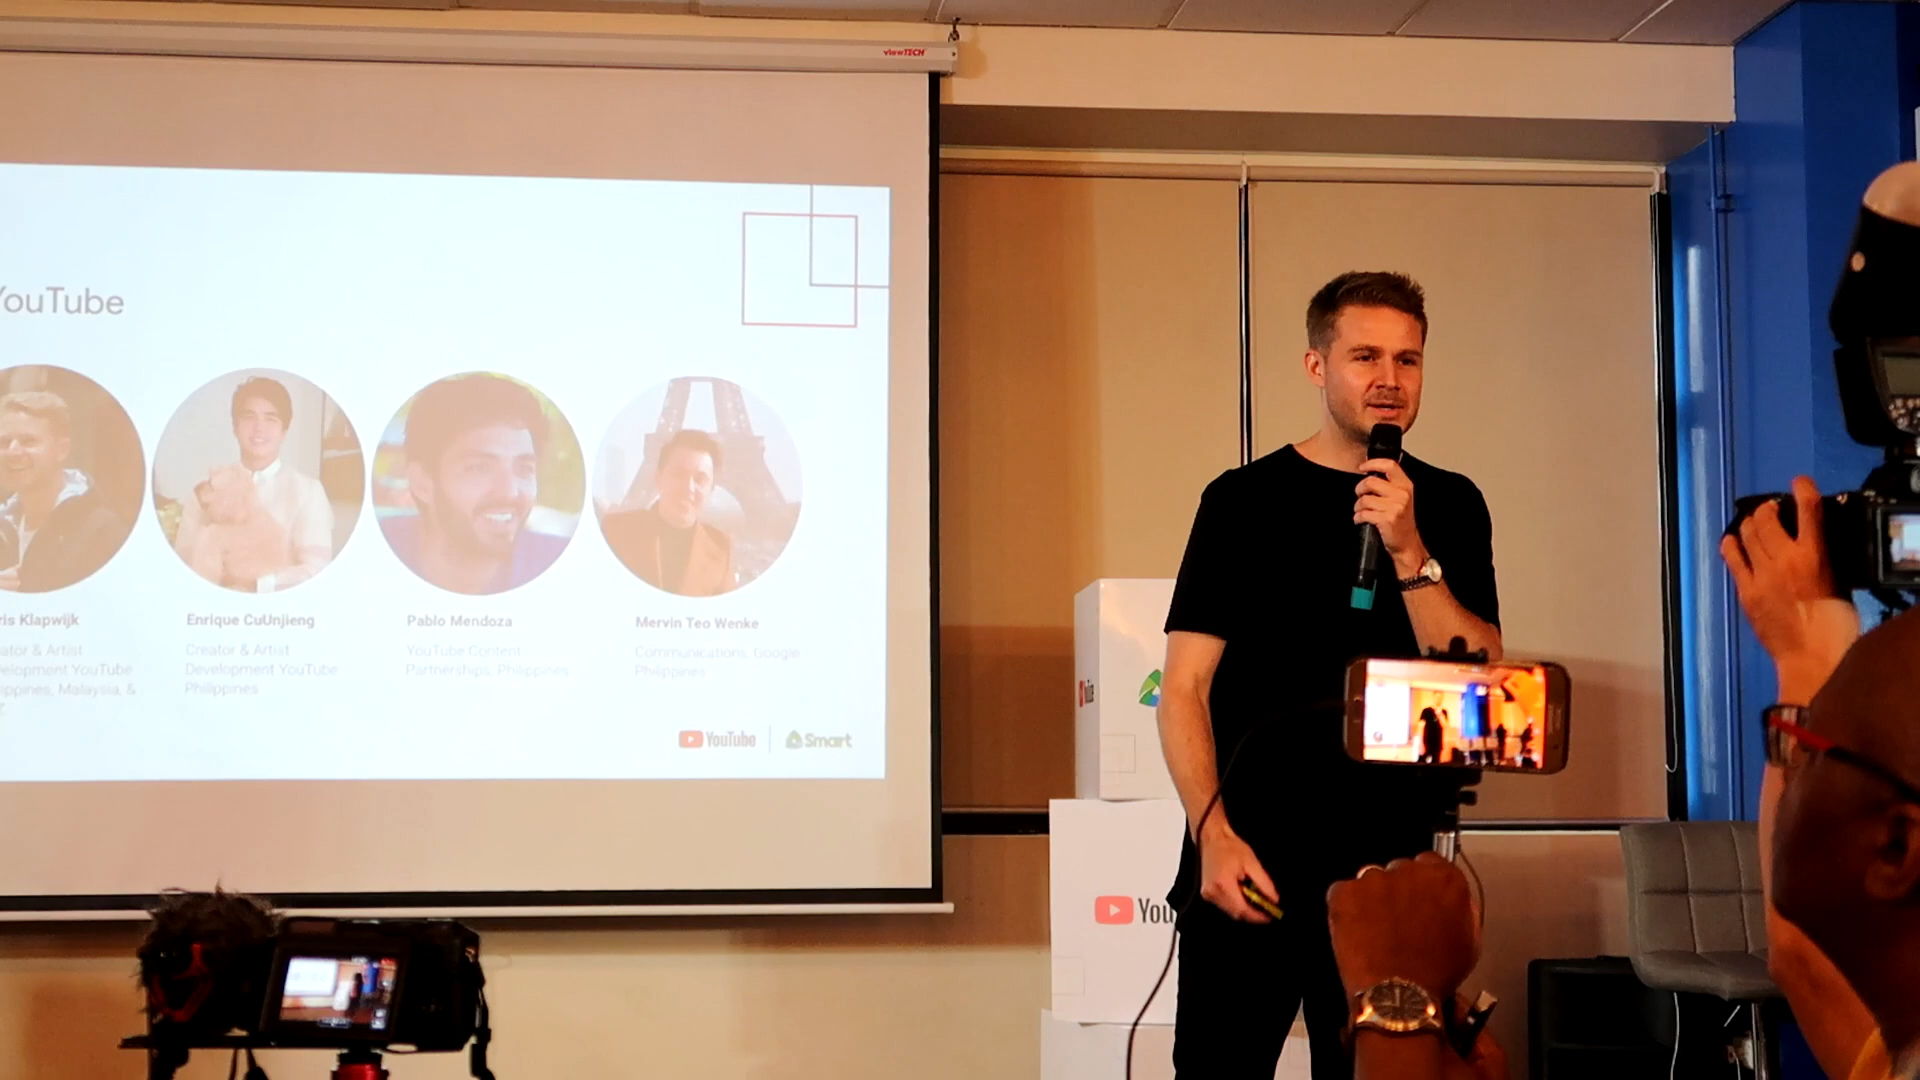 viewTECH
YouTube
ris Klapwijk
ator & Artist
elopment YouTube
ippines, Malaysia, &
Enrique CuUnjieng
Creator & Artist
Development YouTube
Philippines
Pablo Mendoza
YouTube Content
Partnerships, Philippines
Mervin Teo Wenke
Communications, Google
Philippines
YouTube
Smart
You